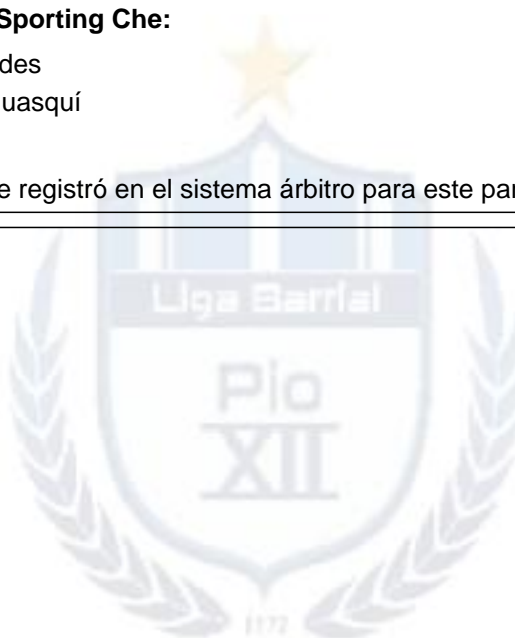 Sporting Che:
des
uasquí
e registró en el sistema árbitro para este par
Liga Barrial
Pio
XII